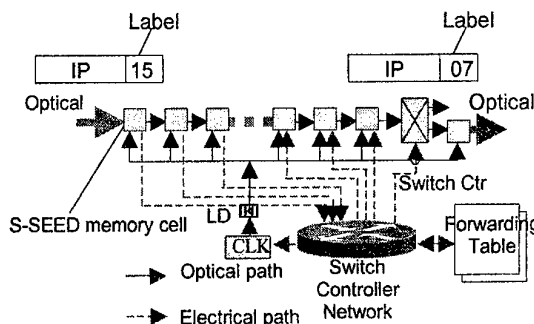 Label
Label
IP 15
IP 07
Optical
Optical
Switch Ctr
S-SEED memory cell
LD
CLK
Forwarding
Table
Optical path
Switch
Controller
Network
Electrical path